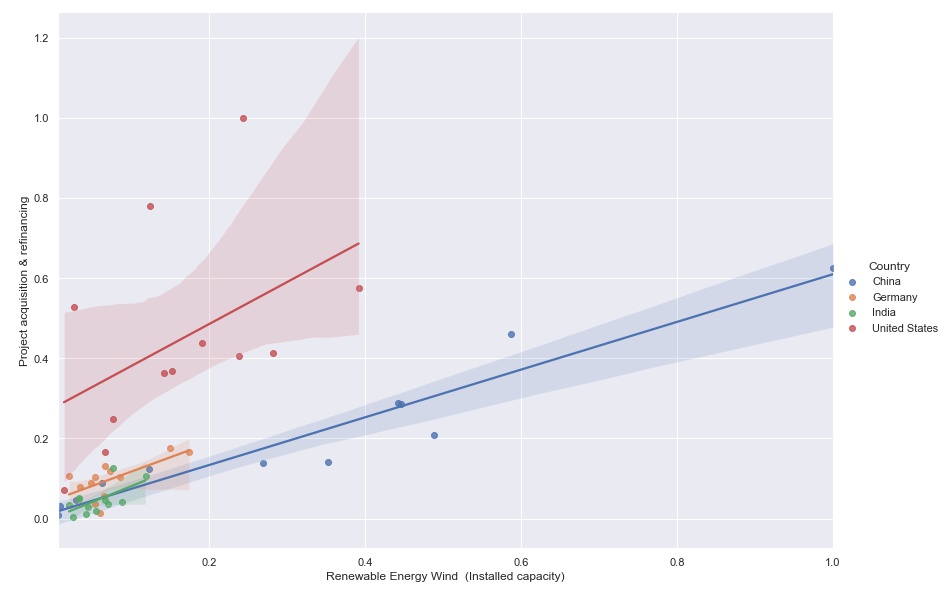 1.2
1.0
0.8
0.6
0.4
0.2
0.0
Project acquisition & refinancing
0.2
0.4
0.6
0.8
1.0
Renewable Energy Wind  (Installed capacity)
Country
China
Germany
India
United States